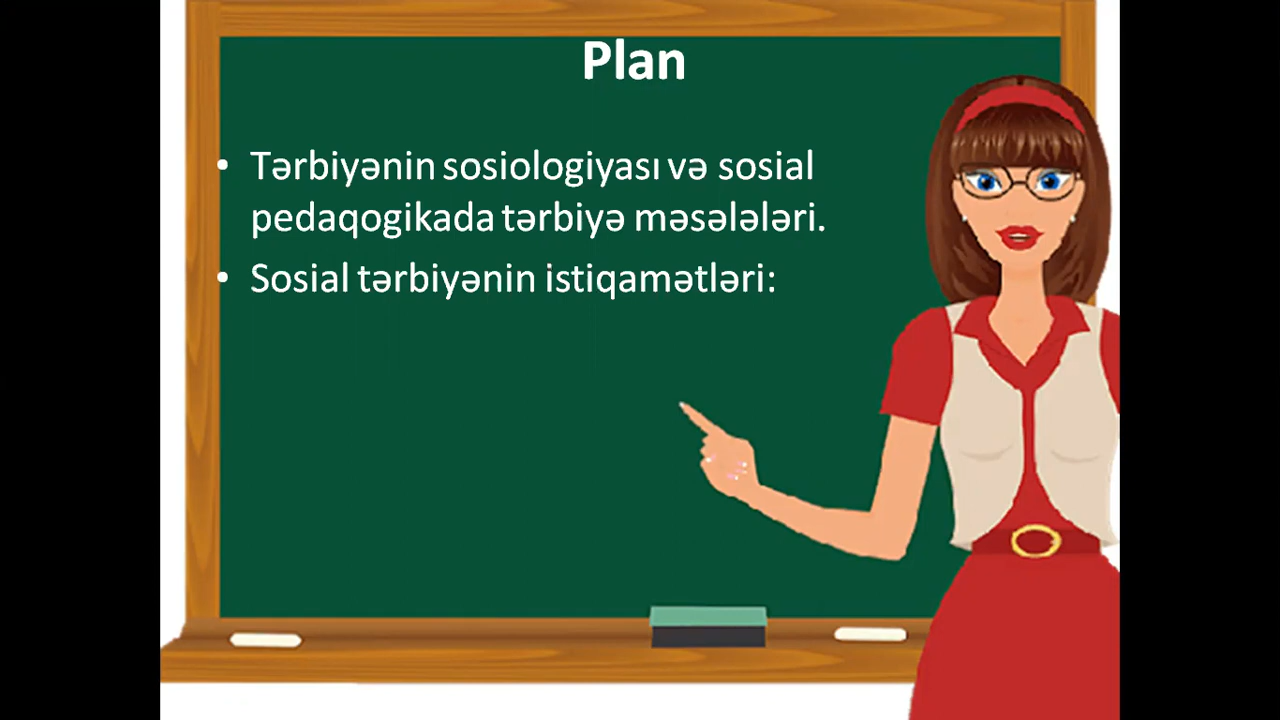 Plan
• Tərbiyənin sosiologiyası və sosial
pedaqogikada tərbiyə məsələləri.
• Sosial tərbiyənin istiqamətləri: